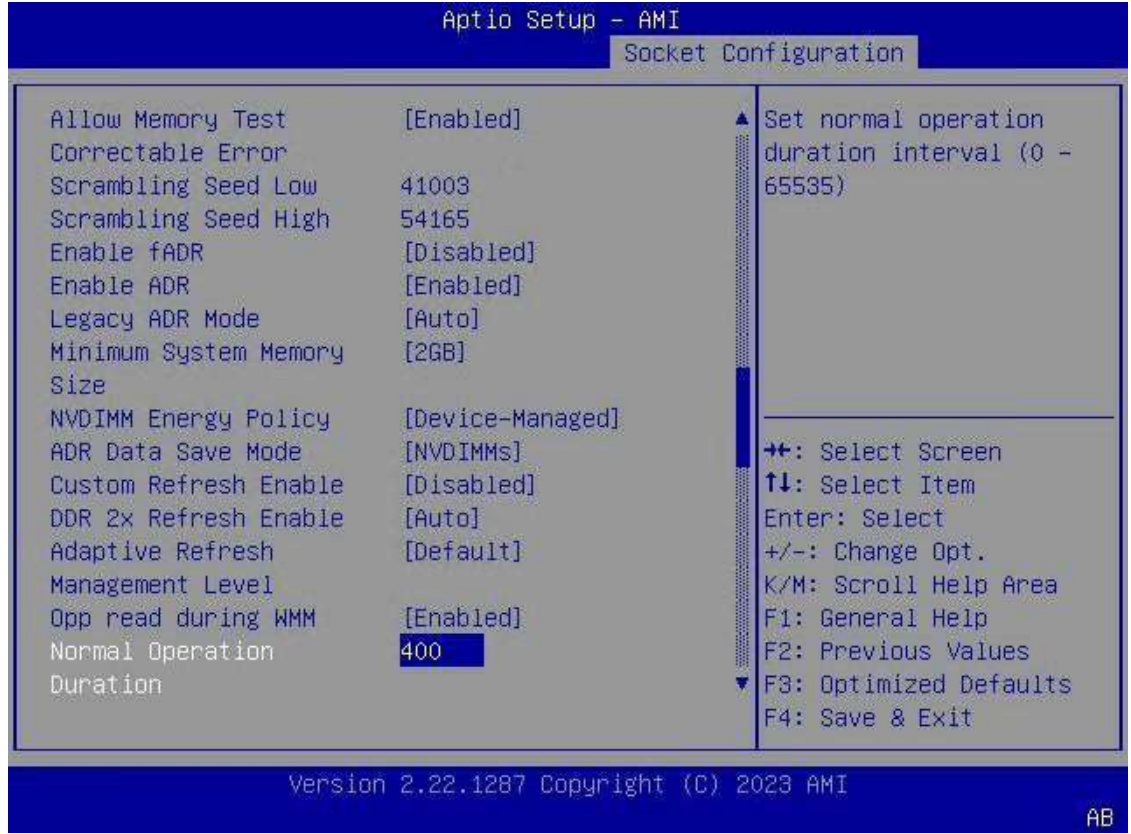 Aptio Setup – AMI
Socket Configuration
Allow Memory Test [Enabled]
Correctable Error
Scrambling Seed Low 41003
Scrambling Seed High 54165
Enable fADR [Disabled]
Enable ADR [Enabled]
Legacy ADR Mode [Auto]
Minimum System Memory [2GB]
Size
NVDIMM Energy Policy [Device-Managed]
ADR Data Save Mode [NVDIMMs]
Custom Refresh Enable [Disabled]
DDR 2x Refresh Enable [Auto]
Adaptive Refresh [Default]
Management Level
Opp read during WMM [Enabled]
Normal Operation 400
Duration
Set normal operation
duration interval (0 –
65535)
→←: Select Screen
↑↓: Select Item
Enter: Select
+/-: Change Opt.
K/M: Scroll Help Area
F1: General Help
F2: Previous Values
F3: Optimized Defaults
F4: Save & Exit
Version 2.22.1287 Copyright (C) 2023 AMI
AB